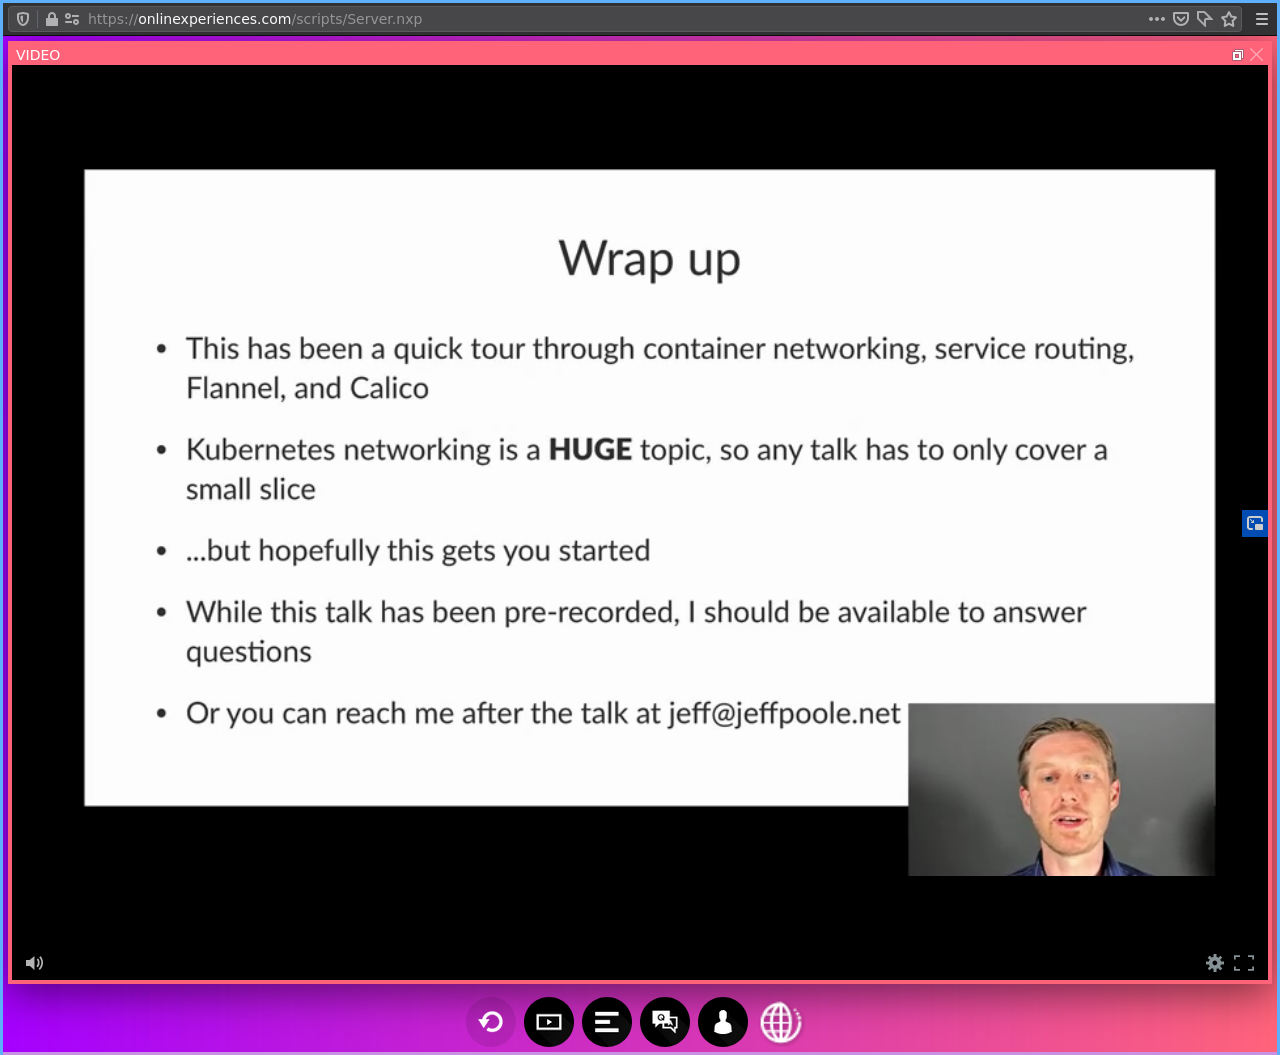 https://onlinexperiences.com/scripts/Server.nxp
VIDEO
Wrap up
• This has been a quick tour through container networking, service routing,
Flannel, and Calico
• Kubernetes networking is a HUGE topic, so any talk has to only cover a
small slice
• ...but hopefully this gets you started
• While this talk has been pre-recorded, I should be available to answer
questions
• Or you can reach me after the talk at jeff@jeffpoole.net